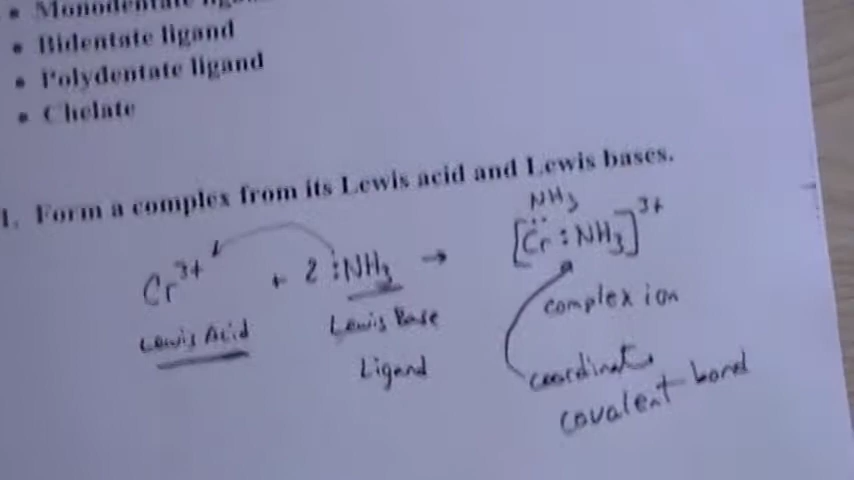 • Monodentate
• Bidentate ligand
• Polydentate ligand
• Chelate
1. Form a complex from its Lewis acid and Lewis bases.
NH3
Cr3+ + 2 :NH3 → [Cr:NH3]3+
Lewis Acid
Lewis Base
Ligand
complex ion
coordinate
covalent bond